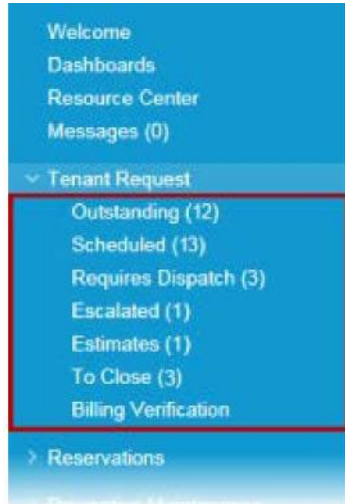 Welcome
Dashboards
Resource Center
Messages (0)
Tenant Request
Outstanding (12)
Scheduled (13)
Requires Dispatch (3)
Escalated (1)
Estimates (1)
To Close (3)
Billing Verification
Reservations